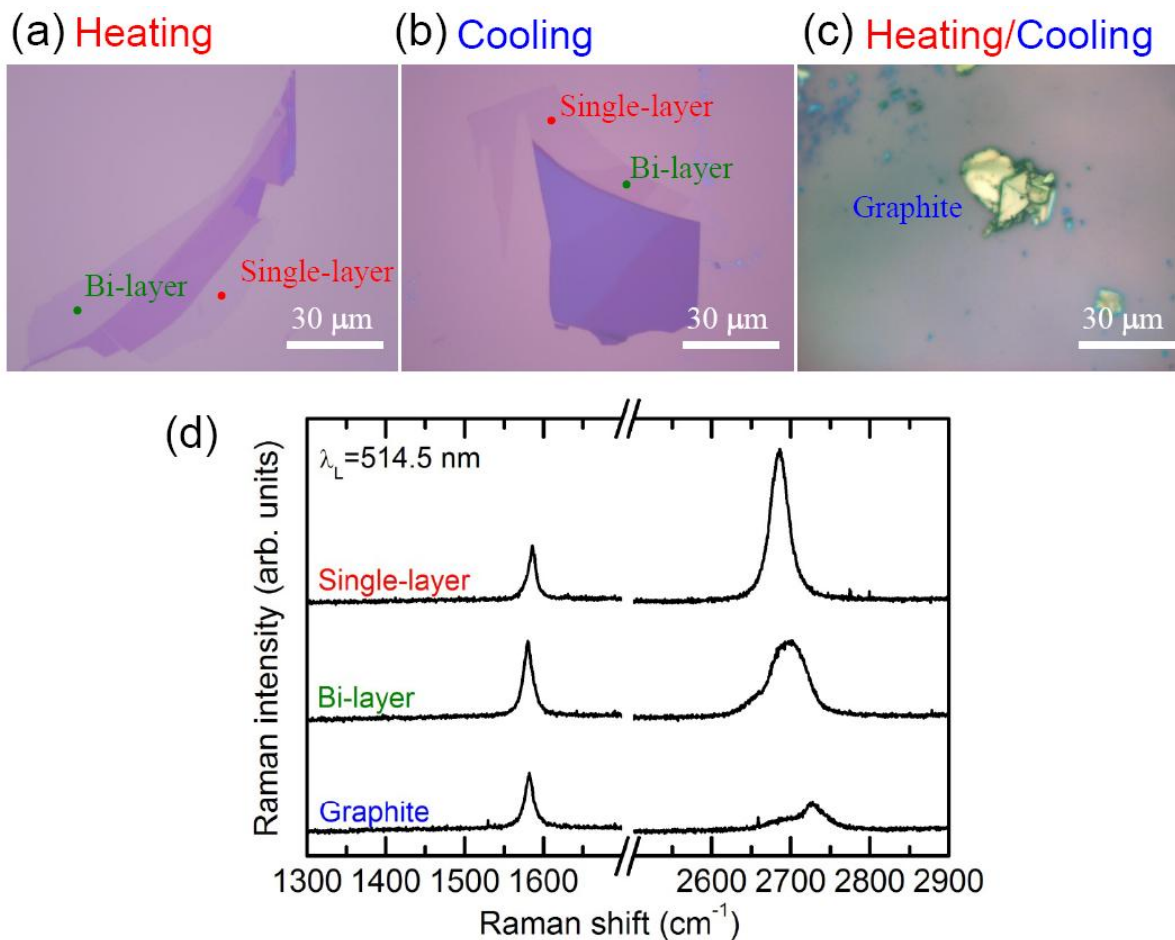 (a) Heating
(b) Cooling
(c) Heating/Cooling
Bi-layer
Single-layer
30 μm
Single-layer
Bi-layer
30 μm
Graphite
30 μm
(d)
λL=514.5 nm
Single-layer
Bi-layer
Graphite
Raman intensity (arb. units)
1300 1400 1500 1600 2600 2700 2800 2900
Raman shift (cm⁻¹)